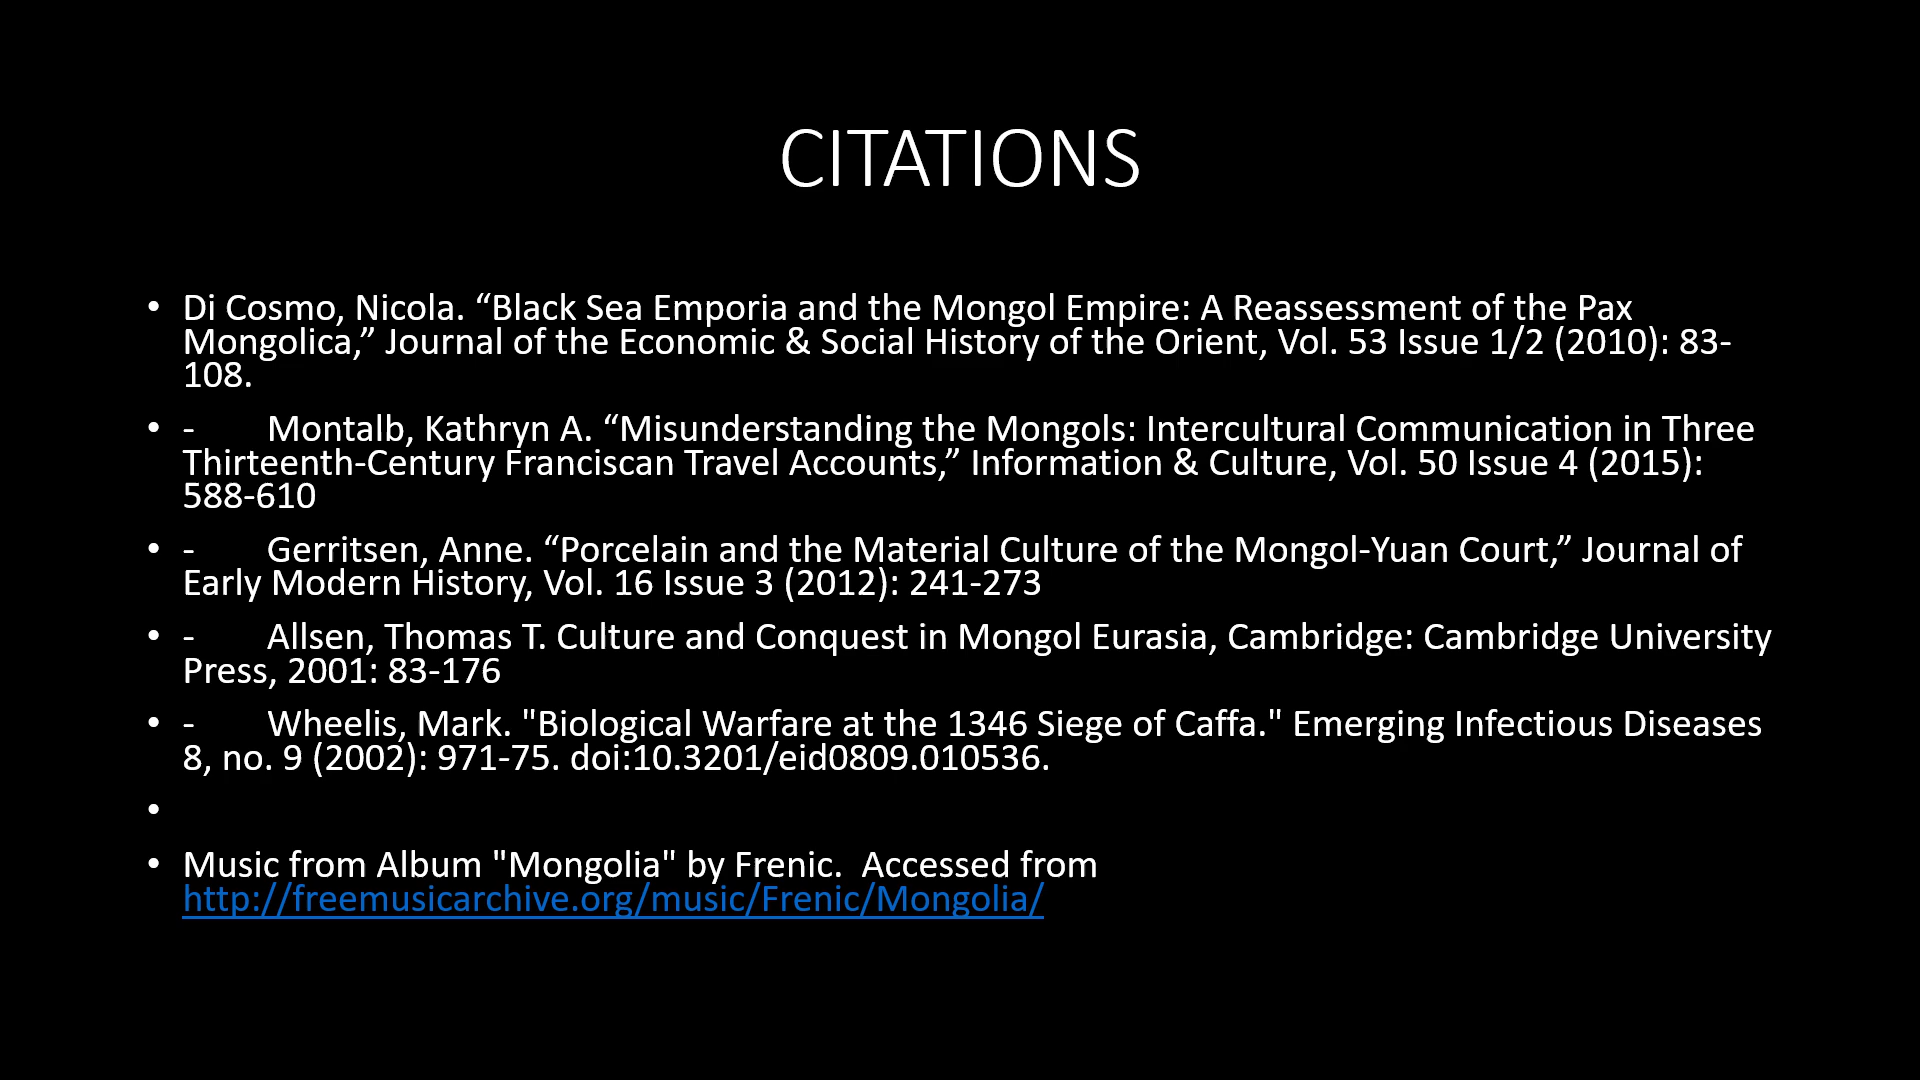 CITATIONS
• Di Cosmo, Nicola. “Black Sea Emporia and the Mongol Empire: A Reassessment of the Pax
Mongolica,” Journal of the Economic & Social History of the Orient, Vol. 53 Issue 1/2 (2010): 83-
108.
• - Montalb, Kathryn A. “Misunderstanding the Mongols: Intercultural Communication in Three
Thirteenth-Century Franciscan Travel Accounts,” Information & Culture, Vol. 50 Issue 4 (2015):
588-610
• - Gerritsen, Anne. “Porcelain and the Material Culture of the Mongol-Yuan Court,” Journal of
Early Modern History, Vol. 16 Issue 3 (2012): 241-273
• - Allsen, Thomas T. Culture and Conquest in Mongol Eurasia, Cambridge: Cambridge University
Press, 2001: 83-176
• - Wheelis, Mark. "Biological Warfare at the 1346 Siege of Caffa." Emerging Infectious Diseases
8, no. 9 (2002): 971-75. doi:10.3201/eid0809.010536.
•
• Music from Album "Mongolia" by Frenic.  Accessed from
http://freemusicarchive.org/music/Frenic/Mongolia/